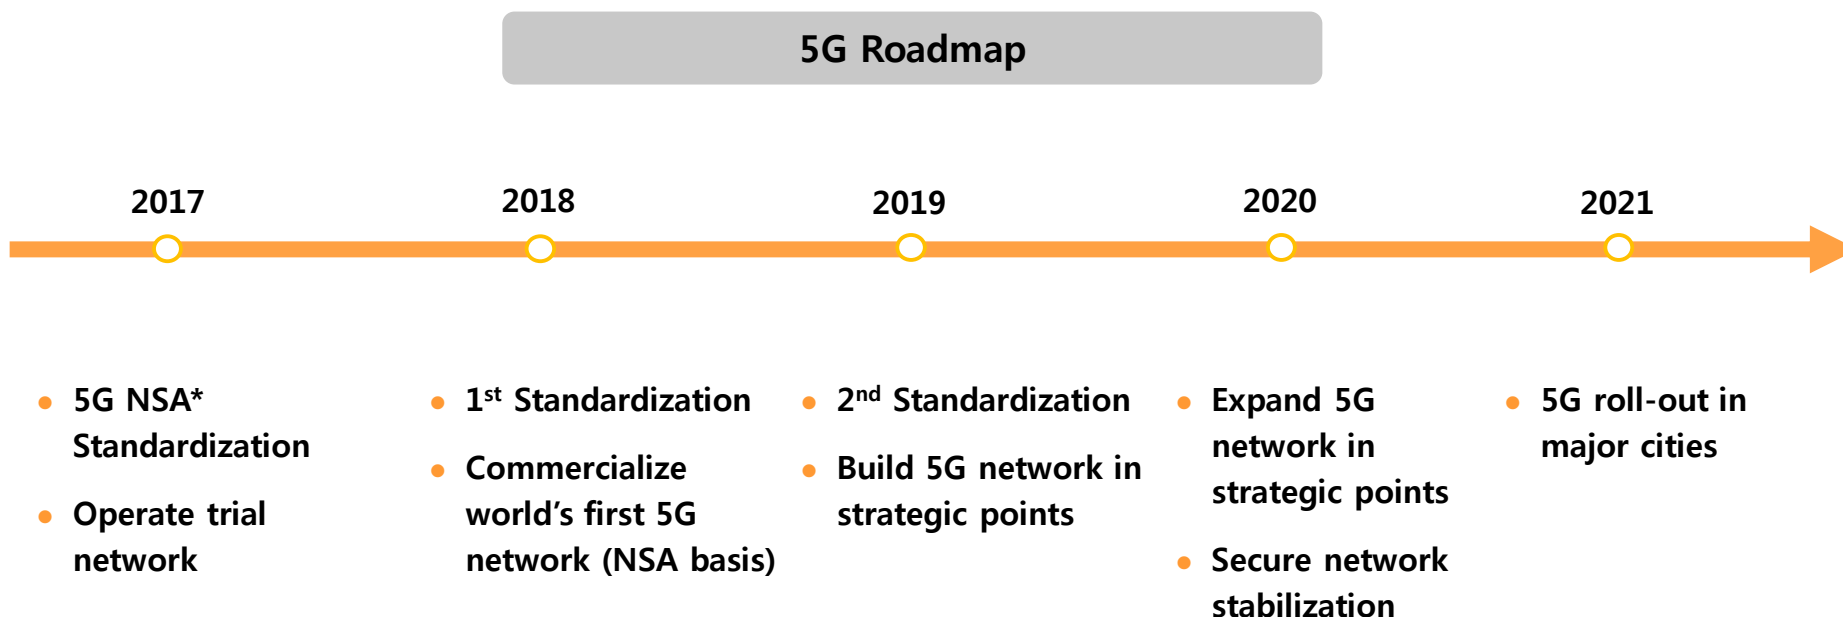 5G Roadmap
2017
2018
2019
2020
2021
● 5G NSA*
Standardization
● Operate trial
network
● 1st Standardization
● Commercialize
world’s first 5G
network (NSA basis)
● 2nd Standardization
● Build 5G network in
strategic points
● Expand 5G
network in
strategic points
● Secure network
stabilization
● 5G roll-out in
major cities